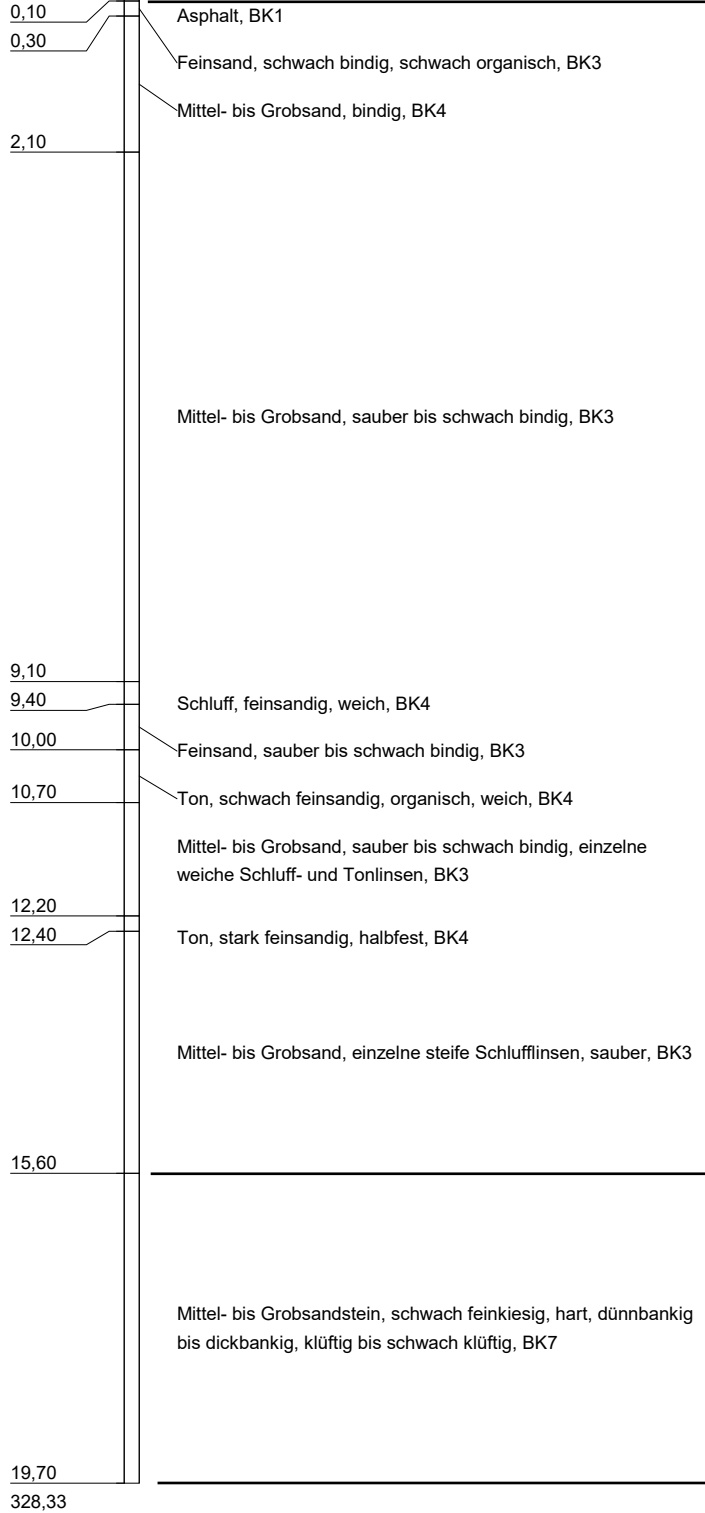 0,10
Asphalt, BK1
0,30
Feinsand, schwach bindig, schwach organisch, BK3
Mittel- bis Grobsand, bindig, BK4
2,10
Mittel- bis Grobsand, sauber bis schwach bindig, BK3
9,10
9,40
Schluff, feinsandig, weich, BK4
10,00
Feinsand, sauber bis schwach bindig, BK3
10,70
Ton, schwach feinsandig, organisch, weich, BK4
Mittel- bis Grobsand, sauber bis schwach bindig, einzelne
weiche Schluff- und Tonlinsen, BK3
12,20
12,40
Ton, stark feinsandig, halbfest, BK4
Mittel- bis Grobsand, einzelne steife Schlufflinsen, sauber, BK3
15,60
Mittel- bis Grobsandstein, schwach feinkiesig, hart, dünnbankig
bis dickbankig, klüftig bis schwach klüftig, BK7
19,70
328,33